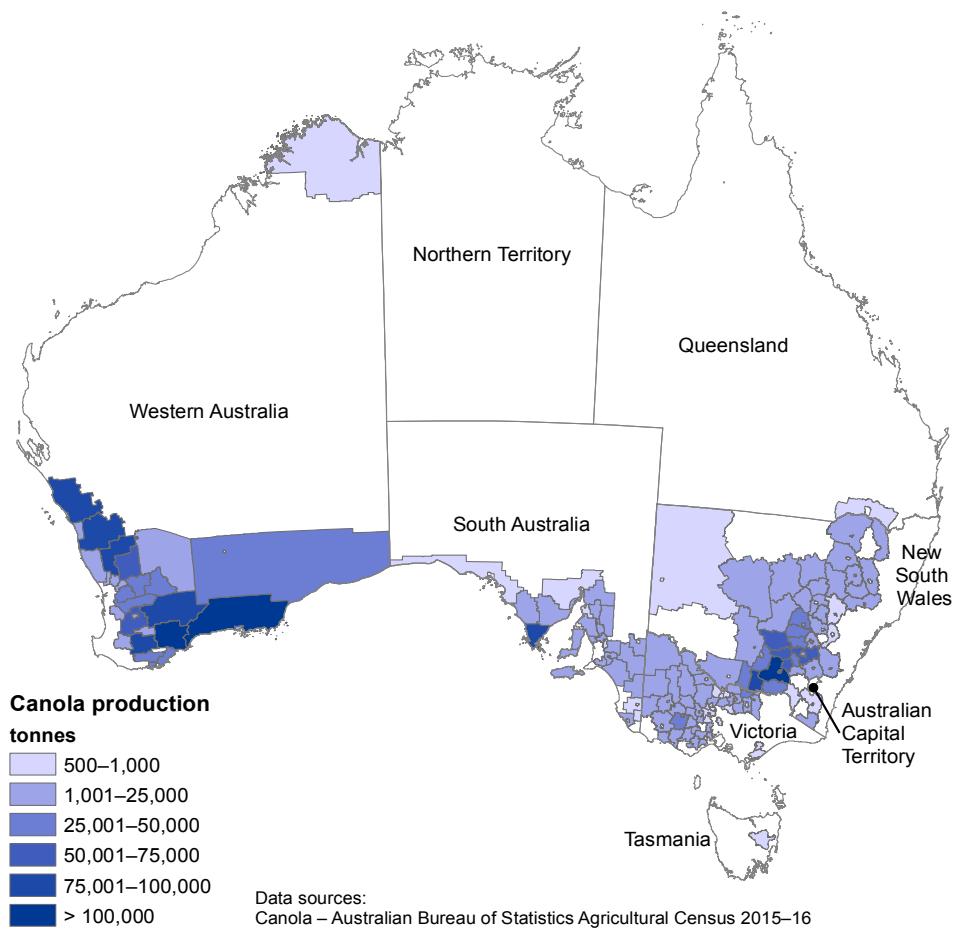 Northern Territory
Queensland
Western Australia
South Australia
New
South
Wales
Australian
Capital
Territory
Victoria
Tasmania
Canola production
tonnes
500–1,000
1,001–25,000
25,001–50,000
50,001–75,000
75,001–100,000
> 100,000
Data sources:
Canola – Australian Bureau of Statistics Agricultural Census 2015–16